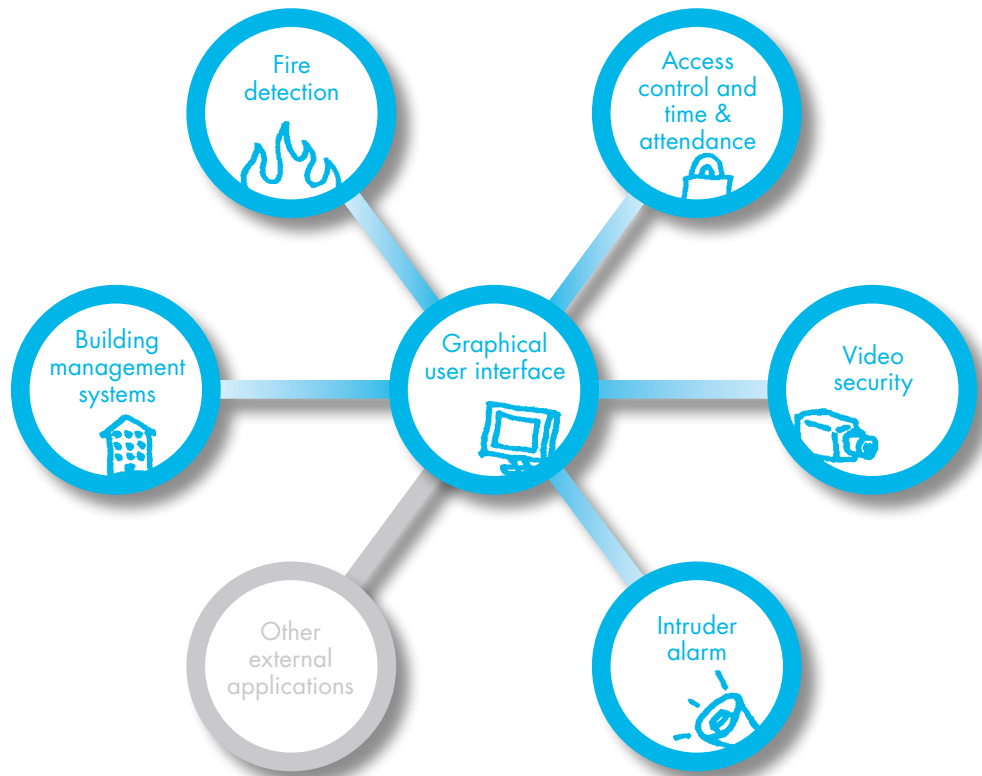 Fire
detection
Access
control and
time &
attendance
Building
management
systems
Graphical
user interface
Video
security
Other
external
applications
Intruder
alarm